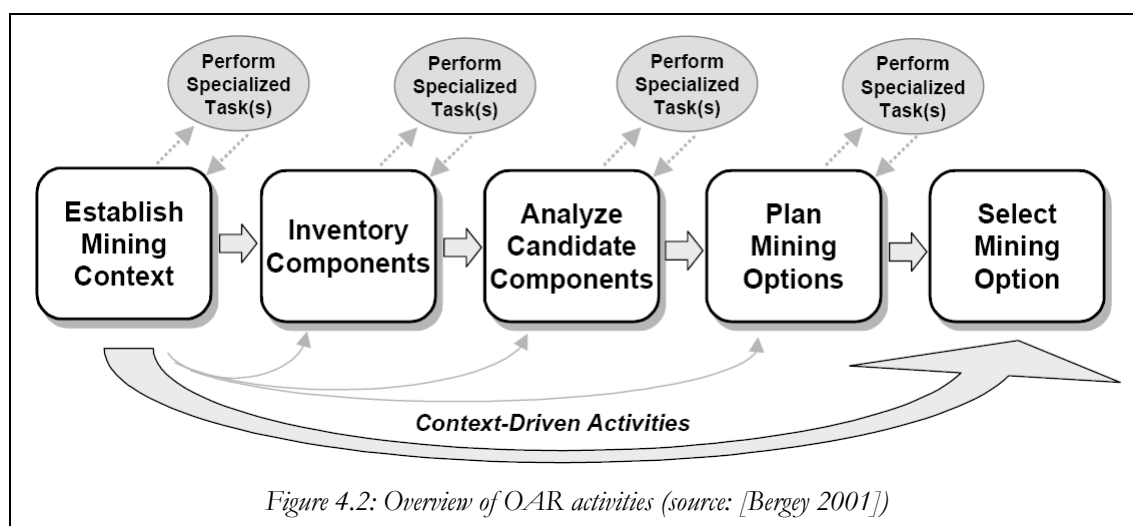 Perform
Specialized
Task(s)
Perform
Specialized
Task(s)
Perform
Specialized
Task(s)
Perform
Specialized
Task(s)
Establish
Mining
Context
Inventory
Components
Analyze
Candidate
Components
Plan
Mining
Options
Select
Mining
Option
Context-Driven Activities
Figure 4.2: Overview of OAR activities (source: [Bergey 2001])